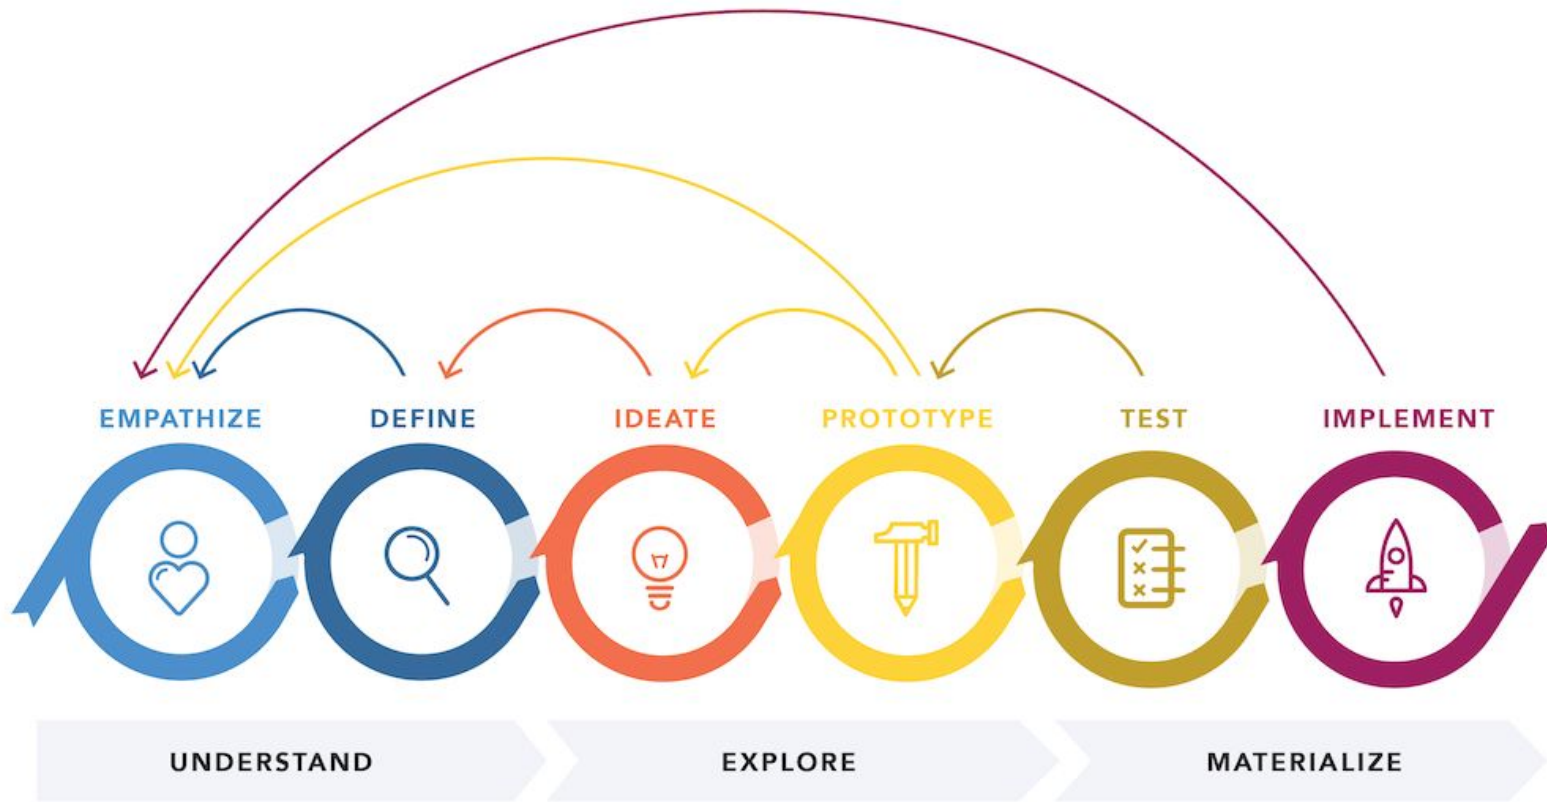 EMPATHIZE
DEFINE
IDEATE
PROTOTYPE
TEST
IMPLEMENT
UNDERSTAND
EXPLORE
MATERIALIZE